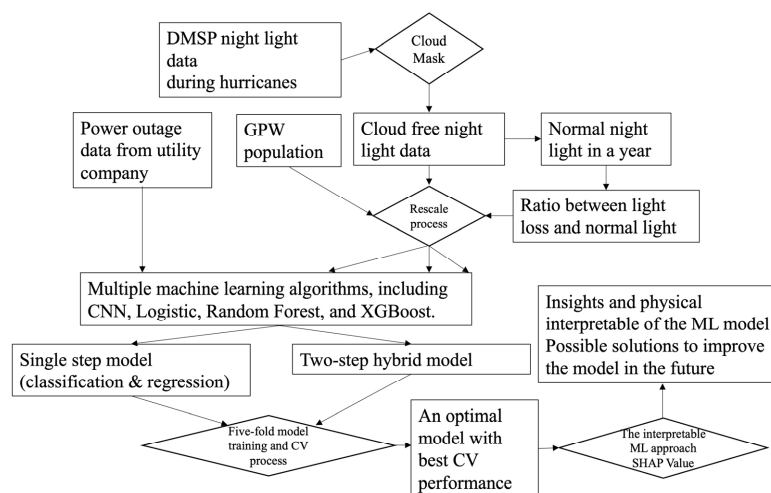 DMSP night light
data
during hurricanes
Cloud
Mask
Power outage
data from utility
company
GPW
population
Cloud free night
light data
Normal night
light in a year
Rescale
process
Ratio between light
loss and normal light
Multiple machine learning algorithms, including
CNN, Logistic, Random Forest, and XGBoost.
Insights and physical
interpretable of the ML model
Possible solutions to improve
the model in the future
Single step model
(classification & regression)
Two-step hybrid model
Five-fold model
training and CV
process
An optimal
model with
best CV
performance
The interpretable
ML approach
SHAP Value